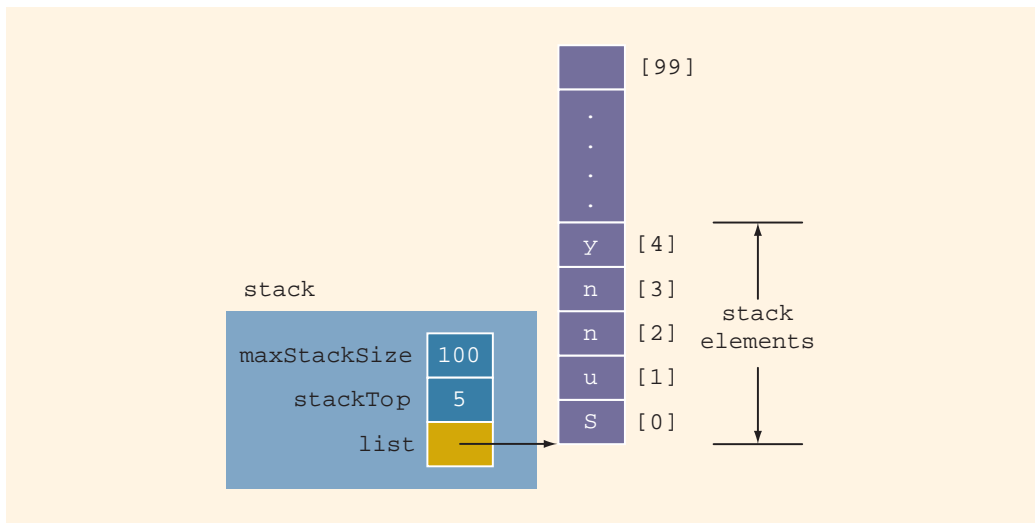 [99]
.
.
.
.
y [4]
n [3]
n [2]
u [1]
S [0]
stack
elements
stack
maxStackSize 100
stackTop 5
list